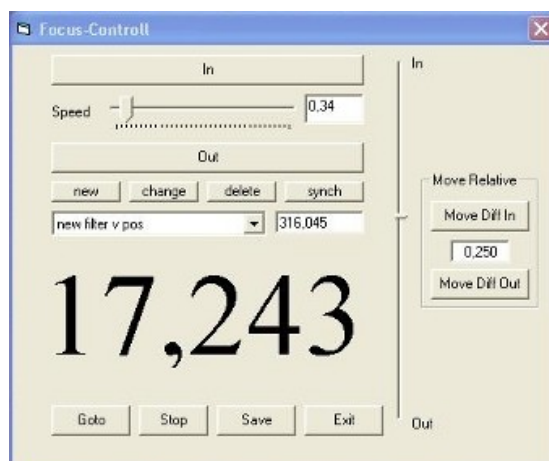 Focus-Controll
In
In
Speed
0,34
Out
new change delete synch
Move Relative
new filter v pos 316,045
Move Diff In
0,250
17,243
Move Diff Out
Goto Stop Save Exit
Out